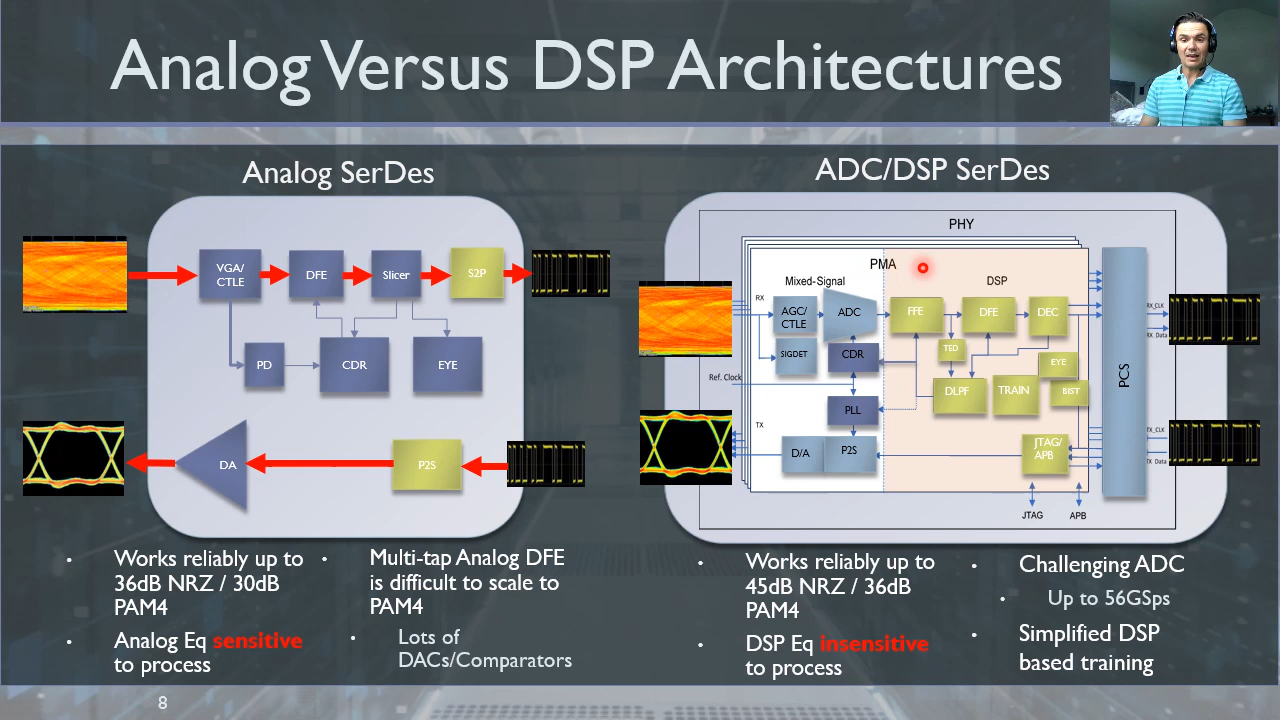 Analog Versus DSP Architectures
Analog SerDes
VGA/
CTLE
DFE
Slicer
S2P
PD
CDR
EYE
DA
P2S
• Works reliably up to
36dB NRZ / 30dB
PAM4
• Analog Eq sensitive
to process
• Multi-tap Analog DFE
is difficult to scale to
PAM4
• Lots of
DACs/Comparators
ADC/DSP SerDes
PHY
PMA
Mixed-Signal
DSP
RX
AGC/
CTLE
ADC
FFE
DFE
DEC
SIGDET
CDR
TED
EYE
Ref. Clock
DLPF
TRAIN
BIST
PLL
TX
D/A
P2S
JTAG/
APB
PCS
RX_CLK
RX_Data
TX_CLK
TX_Data
JTAG
APB
• Works reliably up to
45dB NRZ / 36dB
PAM4
• DSP Eq insensitive
to process
• Challenging ADC
• Up to 56GSps
• Simplified DSP
based training
8